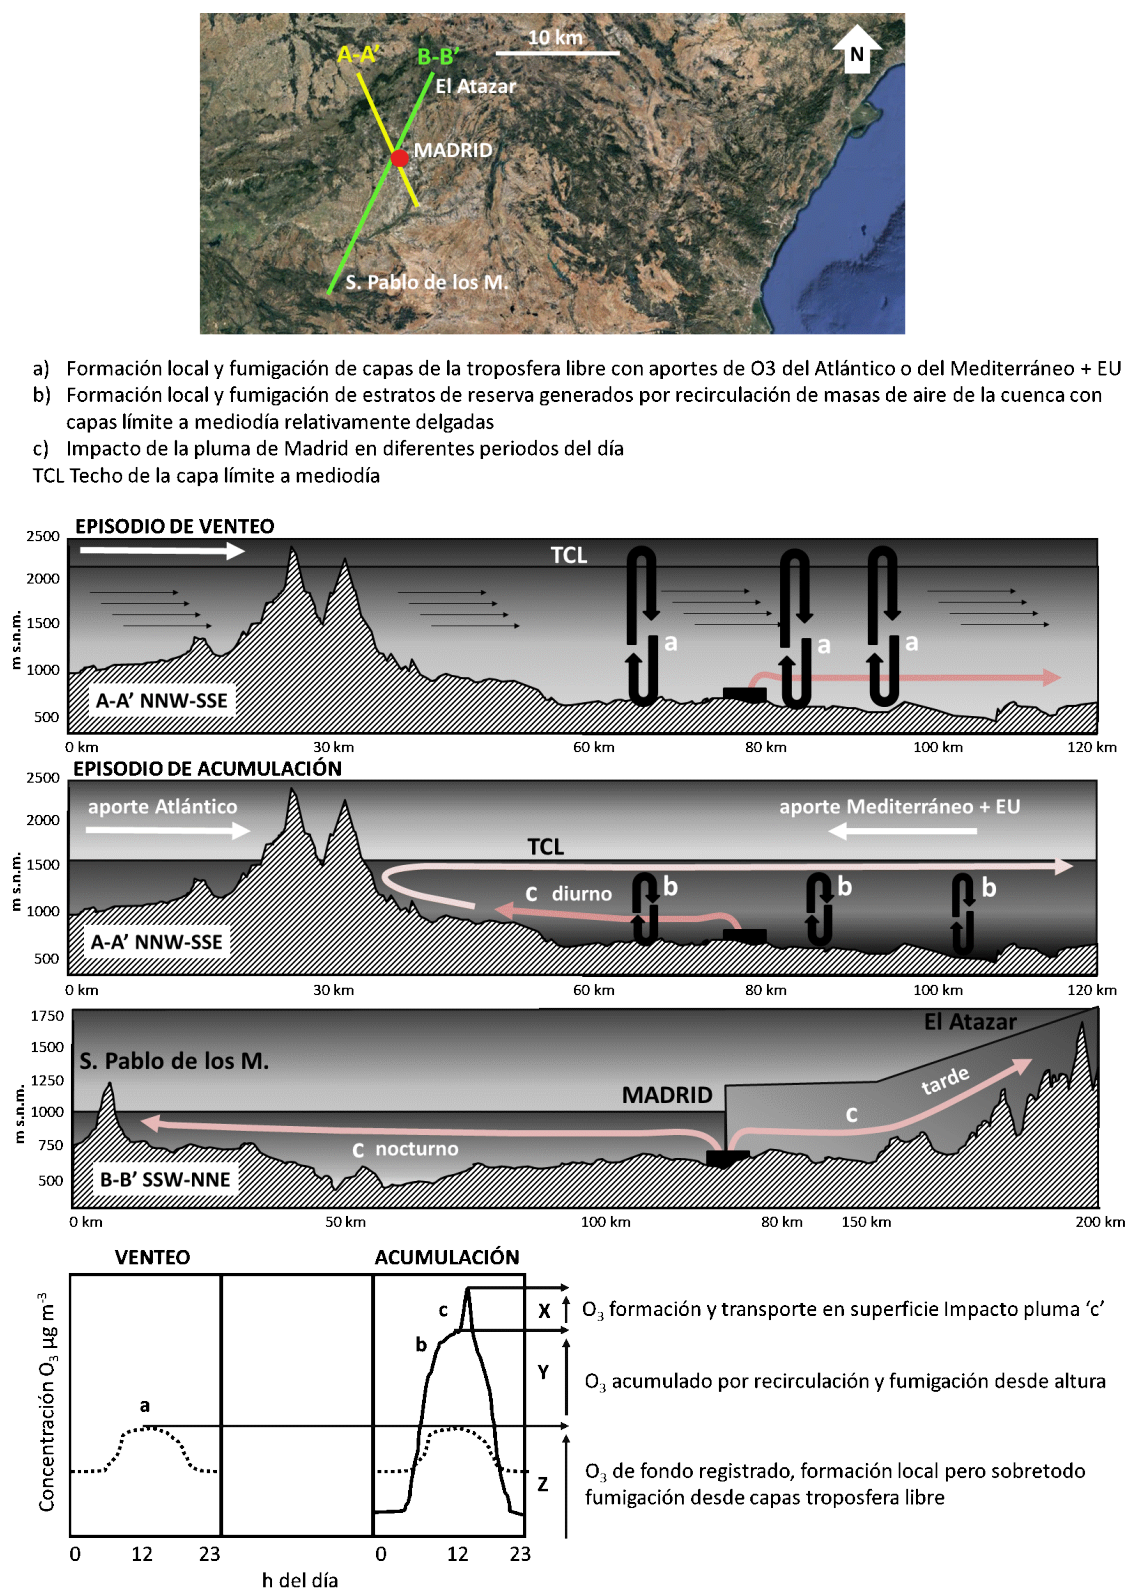 10 km
N
A-A’
B-B’
El Atazar
MADRID
S. Pablo de los M.
a) Formación local y fumigación de capas de la troposfera libre con aportes de O3 del Atlántico o del Mediterráneo + EU
b) Formación local y fumigación de estratos de reserva generados por recirculación de masas de aire de la cuenca con
capas límite a mediodía relativamente delgadas
c) Impacto de la pluma de Madrid en diferentes periodos del día
TCL Techo de la capa límite a mediodía
EPISODIO DE VENTEO
2500
2000
1500
1000
500
m s.n.m.
TCL
a
a
a
A-A’ NNW-SSE
0 km
30 km
60 km
80 km
100 km
120 km
EPISODIO DE ACUMULACIÓN
2500
2000
1500
1000
500
m s.n.m.
aporte Atlántico
aporte Mediterráneo + EU
TCL
c diurno
b
b
b
A-A’ NNW-SSE
0 km
30 km
60 km
80 km
100 km
120 km
1750
1500
1250
1000
750
500
m s.n.m.
El Atazar
S. Pablo de los M.
MADRID
tarde
c
c nocturno
B-B’ SSW-NNE
0 km
50 km
100 km
80 km
150 km
200 km
VENTEO
ACUMULACIÓN
Concentración O₃ µg m⁻³
a
c
b
X
Y
Z
O₃ formación y transporte en superficie Impacto pluma ‘c’
O₃ acumulado por recirculación y fumigación desde altura
O₃ de fondo registrado, formación local pero sobretodo
fumigación desde capas troposfera libre
0
12
23
0
12
23
h del día